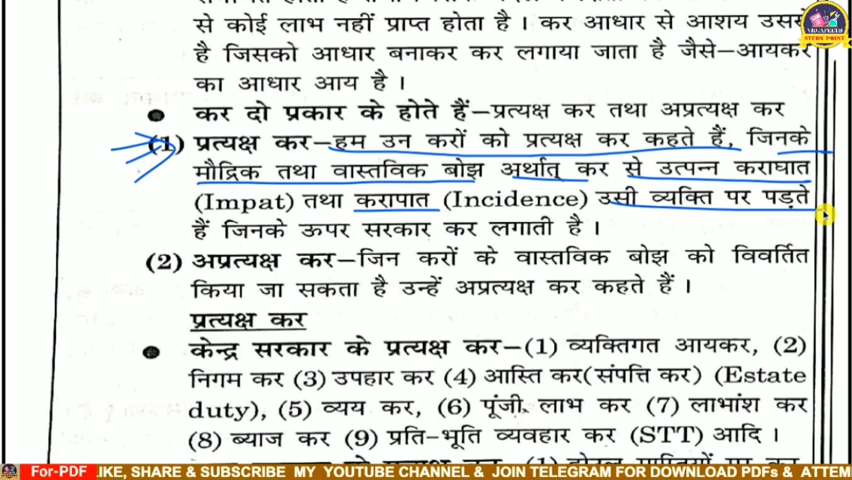 से कोई लाभ नहीं प्राप्त होता है । कर आधार से आशय उससे
है जिसको आधार बनाकर कर लगाया जाता है जैसे–आयकर
का आधार आय है ।
● कर दो प्रकार के होते हैं–प्रत्यक्ष कर तथा अप्रत्यक्ष कर
(1) प्रत्यक्ष कर–हम उन करों को प्रत्यक्ष कर कहते हैं, जिनके
मौद्रिक तथा वास्तविक बोझ अर्थात् कर से उत्पन्न कराघात
(Impat) तथा करापात (Incidence) उसी व्यक्ति पर पड़ते
हैं जिनके ऊपर सरकार कर लगाती है ।
(2) अप्रत्यक्ष कर–जिन करों के वास्तविक बोझ को विवर्तित
किया जा सकता है उन्हें अप्रत्यक्ष कर कहते हैं ।
प्रत्यक्ष कर
● केन्द्र सरकार के प्रत्यक्ष कर–(1) व्यक्तिगत आयकर, (2)
निगम कर (3) उपहार कर (4) आस्ति कर(संपत्ति कर) (Estate
duty), (5) व्यय कर, (6) पूंजी लाभ कर (7) लाभांश कर
(8) ब्याज कर (9) प्रति-भूति व्यवहार कर (STT) आदि ।
For-PDF LIKE, SHARE & SUBSCRIBE MY YOUTUBE CHANNEL & JOIN TELEGRAM FOR DOWNLOAD PDFs & ATTEM